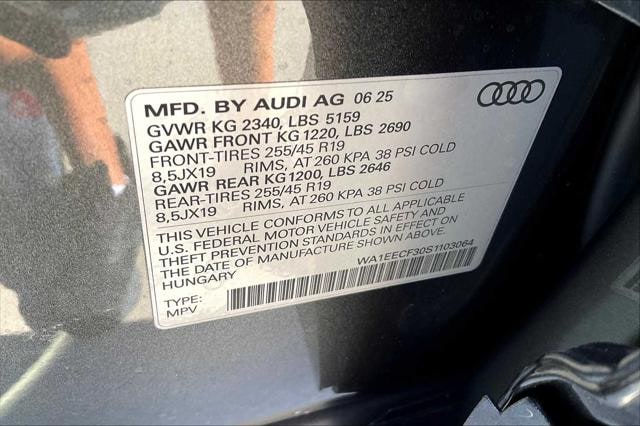 MFD. BY AUDI AG 06 25
GVWR KG 2340, LBS 5159
GAWR FRONT KG 1220, LBS 2690
FRONT-TIRES 255/45 R19
8,5JX19 RIMS, AT 260 KPA 38 PSI COLD
GAWR REAR KG1200, LBS 2646
REAR-TIRES 255/45 R19
8,5JX19 RIMS, AT 260 KPA 38 PSI COLD
THIS VEHICLE CONFORMS TO ALL APPLICABLE
U.S. FEDERAL MOTOR VEHICLE SAFETY AND
THEFT PREVENTION STANDARDS IN EFFECT ON
THE DATE OF MANUFACTURE SHOWN ABOVE.
HUNGARY
WA1EECF30S1103064
TYPE:
MPV